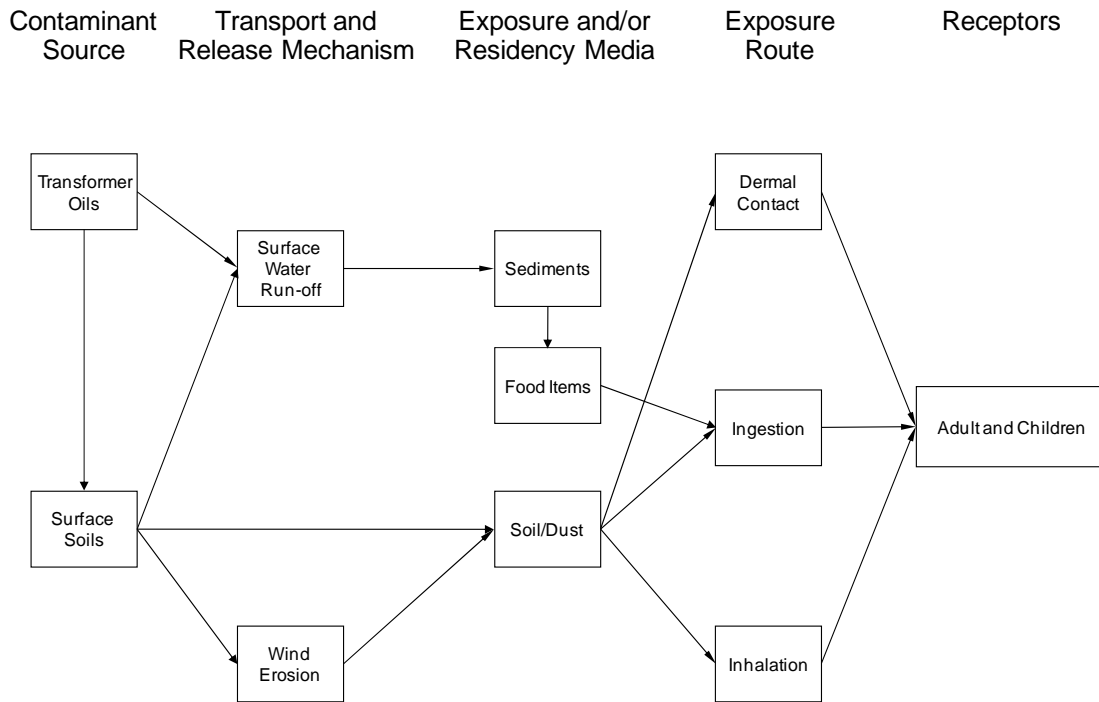 Contaminant
Source
Transport and
Release Mechanism
Exposure and/or
Residency Media
Exposure
Route
Receptors
Transformer
Oils
Dermal
Contact
Surface
Water
Run-off
Sediments
Food Items
Ingestion
Adult and Children
Surface
Soils
Soil/Dust
Wind
Erosion
Inhalation